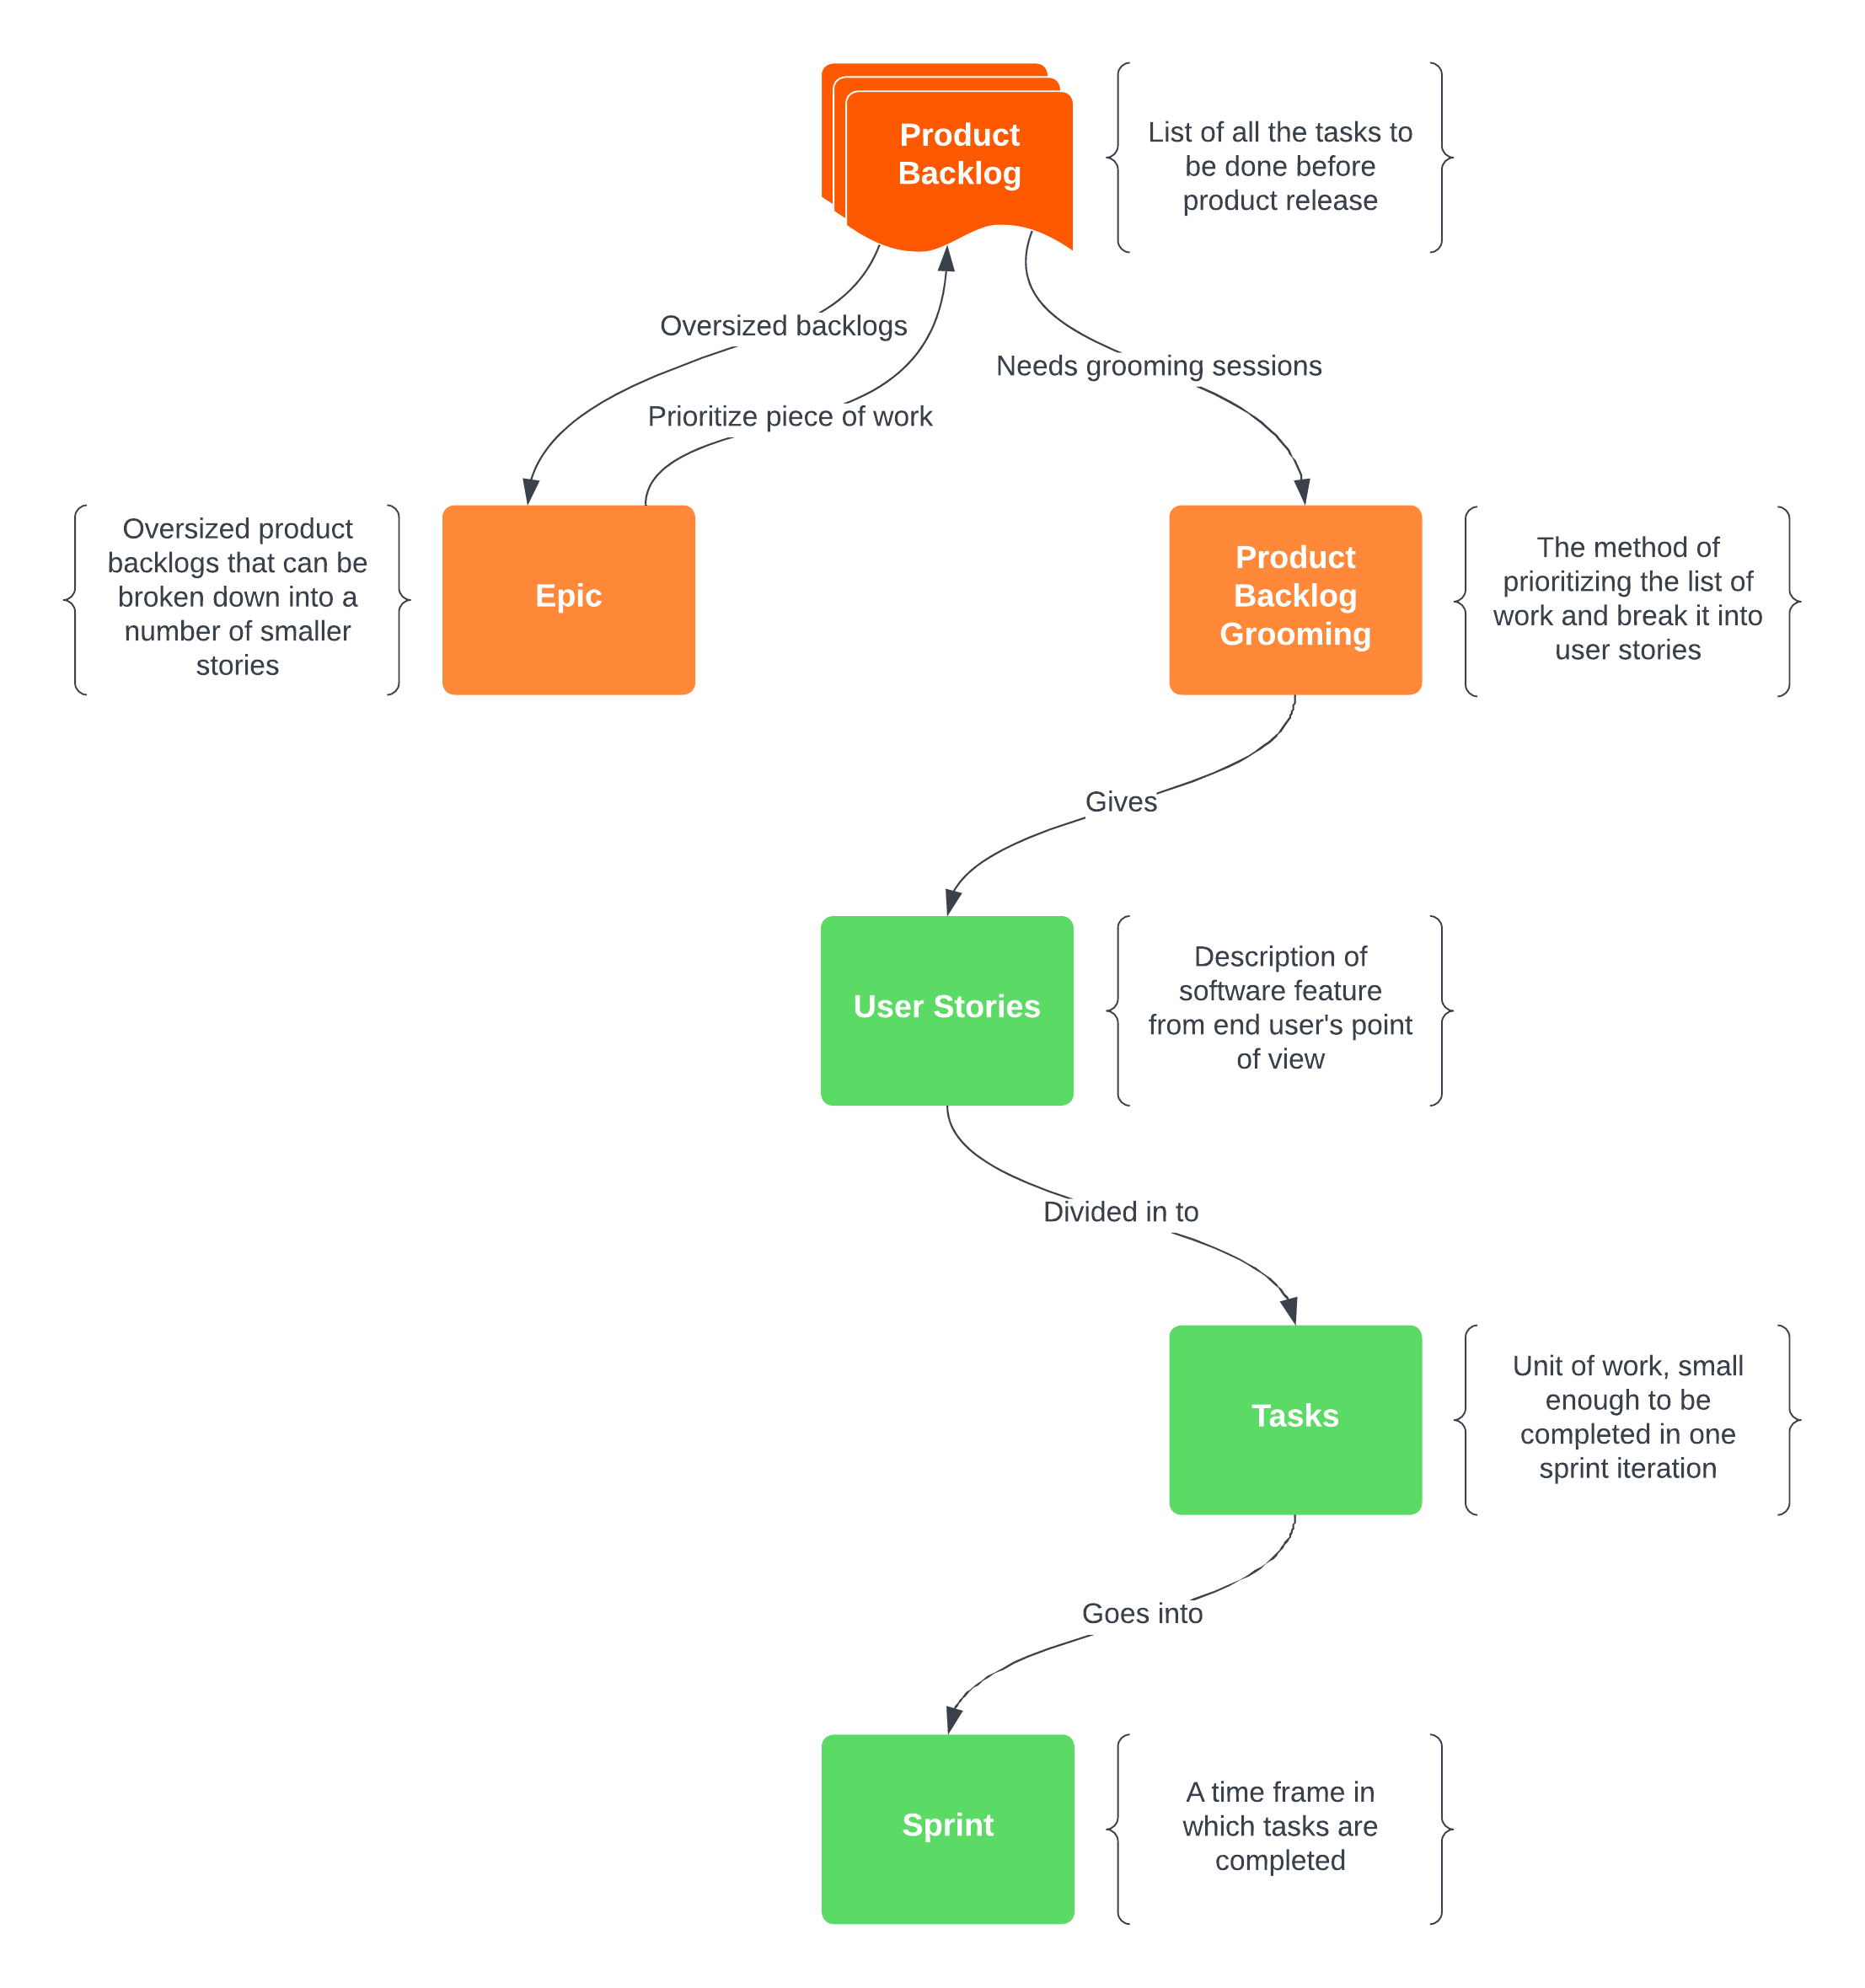 Product
Backlog
List of all the tasks to
be done before
product release
Oversized backlogs
Needs grooming sessions
Prioritize piece of work
Oversized product
backlogs that can be
broken down into a
number of smaller
stories
Epic
Product
Backlog
Grooming
The method of
prioritizing the list of
work and break it into
user stories
Gives
User Stories
Description of
software feature
from end user's point
of view
Divided in to
Tasks
Unit of work, small
enough to be
completed in one
sprint iteration
Goes into
Sprint
A time frame in
which tasks are
completed